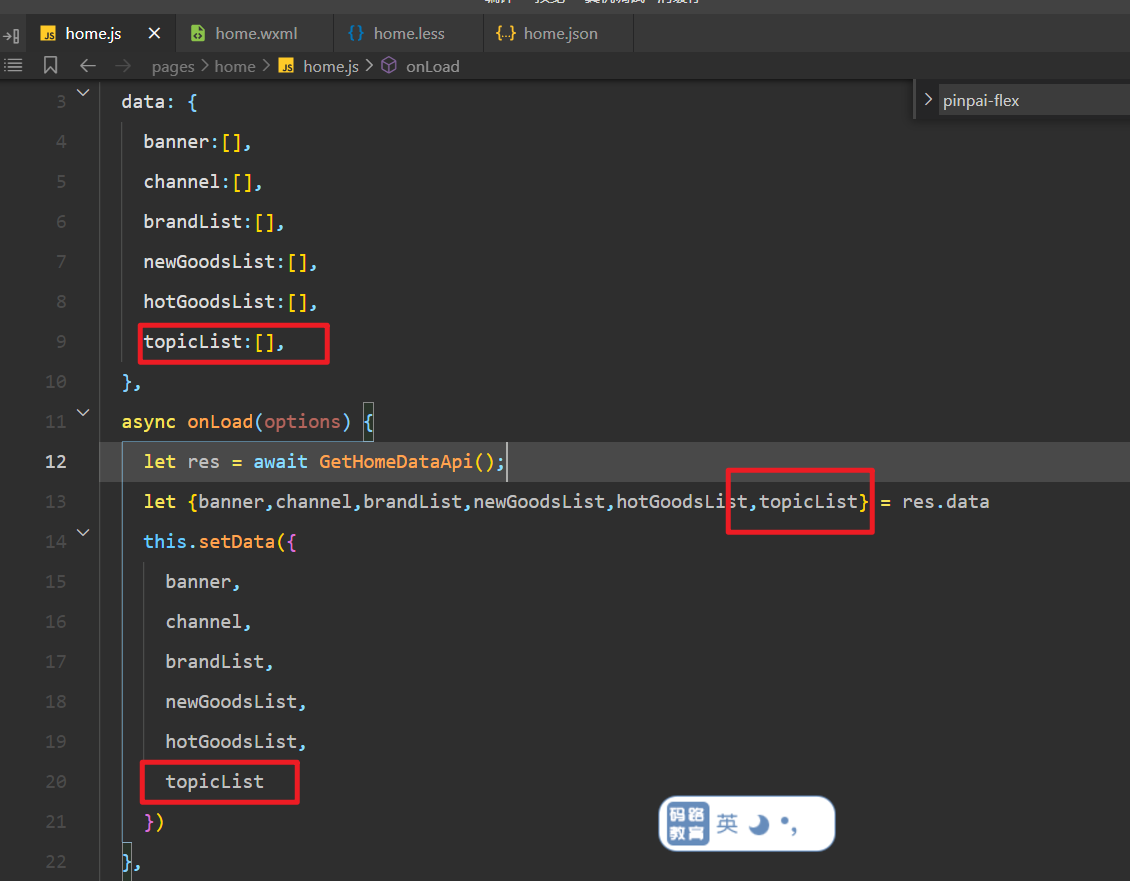 home.js
home.wxml
home.less
home.json
pages > home > home.js > onLoad
pinpai-flex
3 data: {
4 banner:[],
5 channel:[],
6 brandList:[],
7 newGoodsList:[],
8 hotGoodsList:[],
9 topicList:[],
10 },
11 async onLoad(options) {
12 let res = await GetHomeDataApi();
13 let {banner,channel,brandList,newGoodsList,hotGoodsList,topicList} = res.data
14 this.setData({
15 banner,
16 channel,
17 brandList,
18 newGoodsList,
19 hotGoodsList,
20 topicList
21 })
22 },
码路
教育
英